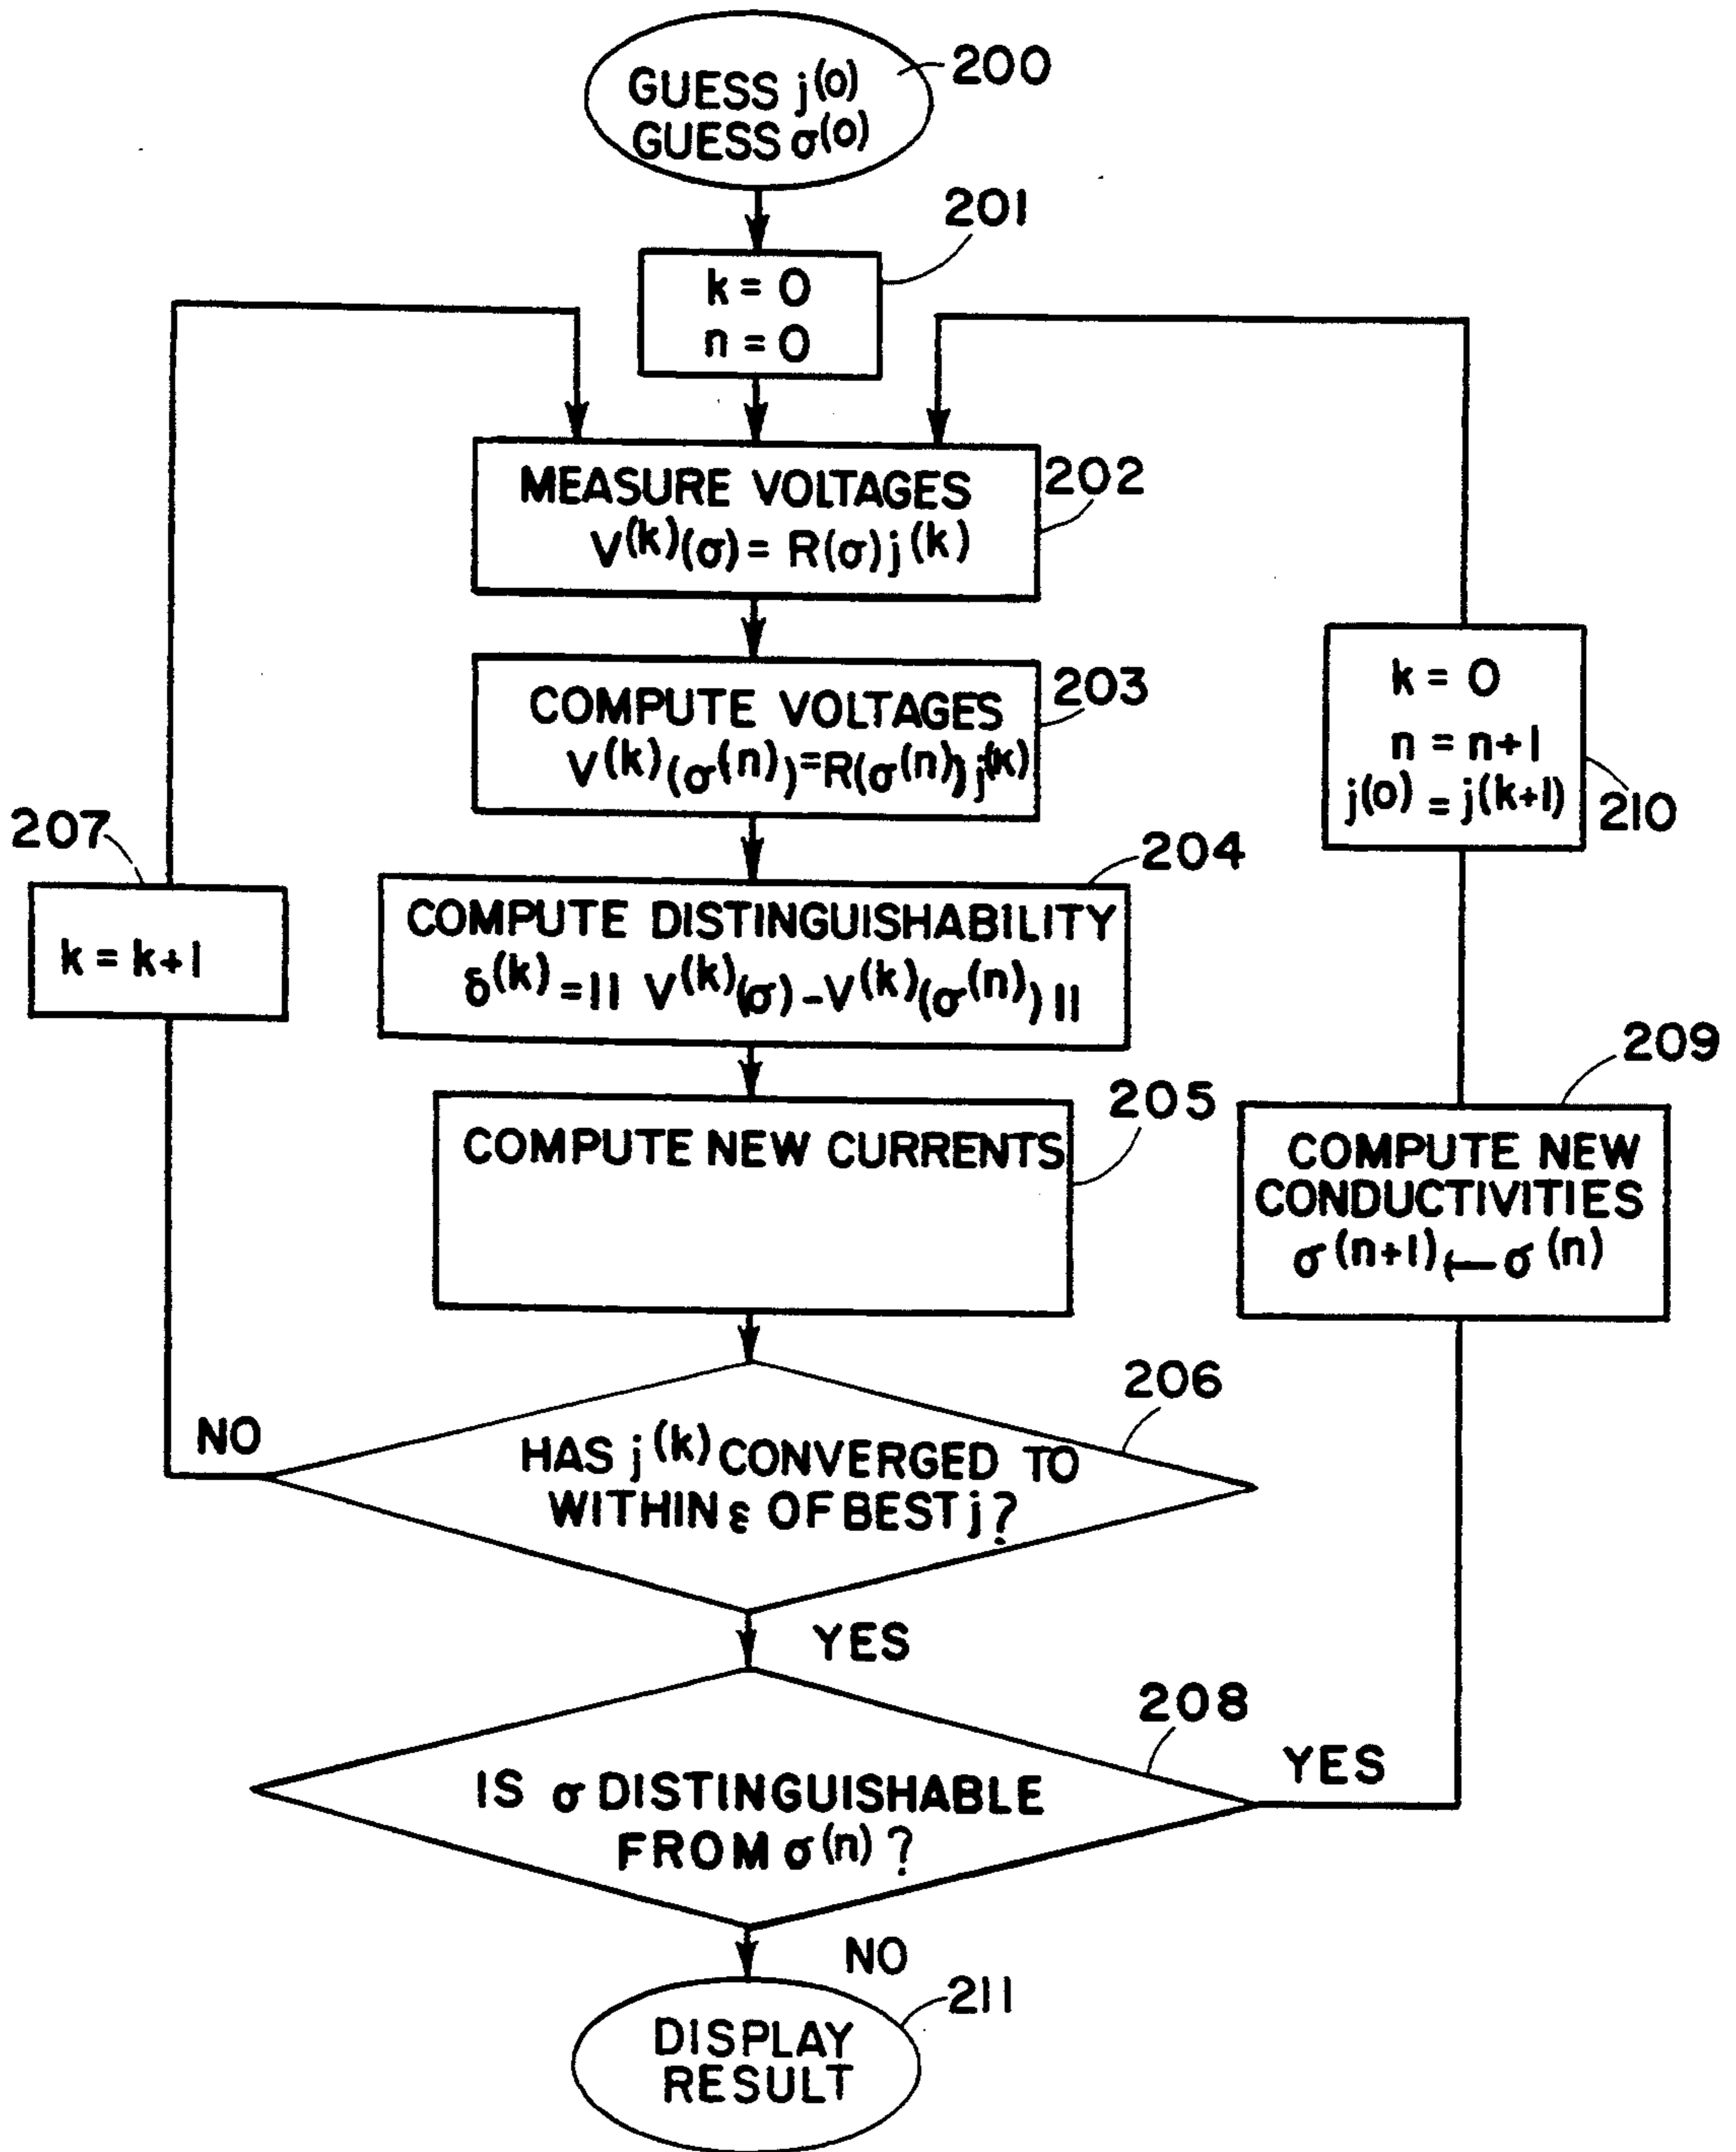 GUESS j(0)
GUESS σ(0)
200
201
k = 0
n = 0
MEASURE VOLTAGES
V(k)(σ) = R(σ) j(k)
202
COMPUTE VOLTAGES
V(k)(σ(n)) = R(σ(n)) j(k)
203
k = 0
n = n+1
j(0) = j(k+1)
210
207
k = k+1
204
COMPUTE DISTINGUISHABILITY
δ(k) = || V(k)(σ) – V(k)(σ(n)) ||
205
COMPUTE NEW CURRENTS
209
COMPUTE NEW
CONDUCTIVITIES
σ(n+1) ← σ(n)
206
NO
HAS j(k) CONVERGED TO
WITHIN ε OF BEST j?
YES
208
YES
IS σ DISTINGUISHABLE
FROM σ(n) ?
NO
211
DISPLAY
RESULT